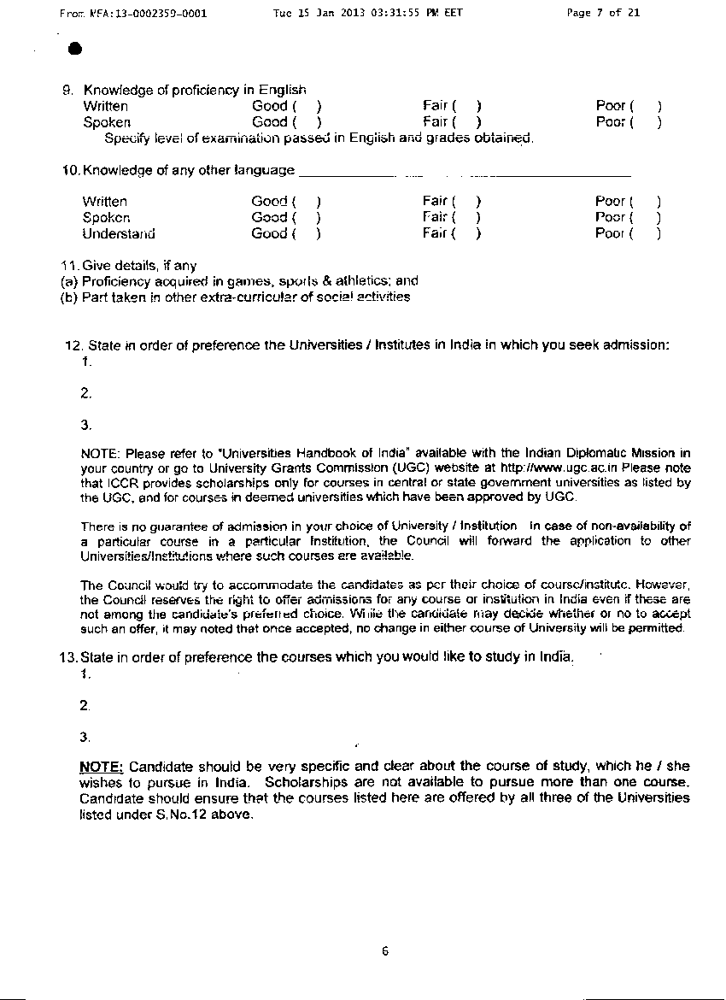 From MFA:13-0002359-0001 Tue 15 Jan 2013 03:31:55 PM EET Page 7 of 21
9. Knowledge of proficiency in English
Written Good ( ) Fair ( ) Poor ( )
Spoken Good ( ) Fair ( ) Poor ( )
Specify level of examination passed in English and grades obtained.
10. Knowledge of any other language ____________________
Written Good ( ) Fair ( ) Poor ( )
Spoken Good ( ) Fair ( ) Poor ( )
Understand Good ( ) Fair ( ) Poor ( )
11. Give details, if any
(a) Proficiency acquired in games, sports & athletics; and
(b) Part taken in other extra-curricular of social activities
12. State in order of preference the Universities / Institutes in India in which you seek admission:
1.
2.
3.
NOTE: Please refer to "Universities Handbook of India" available with the Indian Diplomatic Mission in
your country or go to University Grants Commission (UGC) website at http://www.ugc.ac.in Please note
that ICCR provides scholarships only for courses in central or state government universities as listed by
the UGC, and for courses in deemed universities which have been approved by UGC.
There is no guarantee of admission in your choice of University / Institution In case of non-availability of
a particular course in a particular Institution, the Council will forward the application to other
Universities/Institutions where such courses are available.
The Council would try to accommodate the candidates as per their choice of course/institute. However,
the Council reserves the right to offer admissions for any course or institution in India even if these are
not among the candidate's preferred choice. While the candidate may decide whether or no to accept
such an offer, it may noted that once accepted, no change in either course of University will be permitted.
13. State in order of preference the courses which you would like to study in India.
1.
2.
3.
NOTE: Candidate should be very specific and clear about the course of study, which he / she
wishes to pursue in India. Scholarships are not available to pursue more than one course.
Candidate should ensure that the courses listed here are offered by all three of the Universities
listed under S.No.12 above.
6